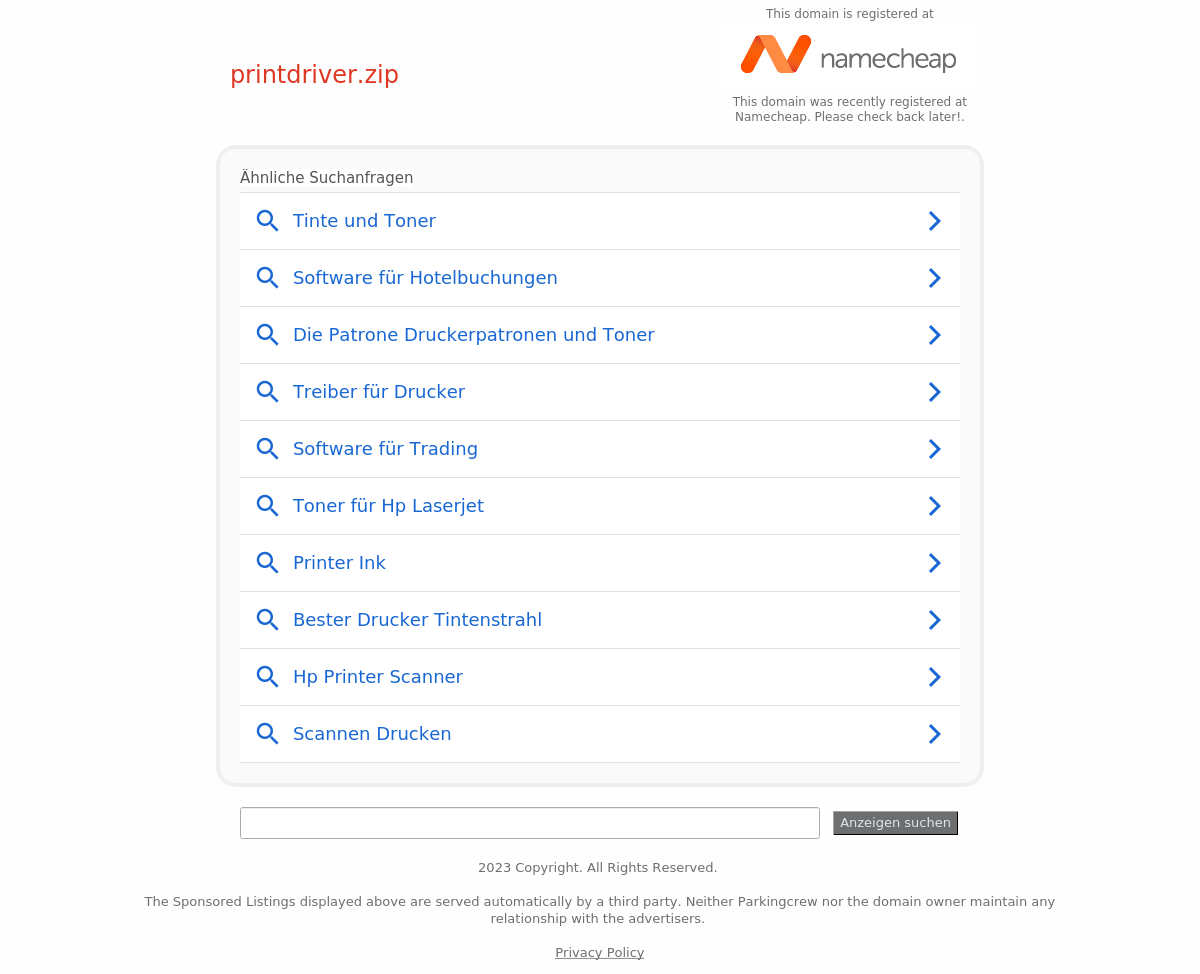 This domain is registered at
namecheap
printdriver.zip
This domain was recently registered at
Namecheap. Please check back later!.
Ähnliche Suchanfragen
Tinte und Toner
Software für Hotelbuchungen
Die Patrone Druckerpatronen und Toner
Treiber für Drucker
Software für Trading
Toner für Hp Laserjet
Printer Ink
Bester Drucker Tintenstrahl
Hp Printer Scanner
Scannen Drucken
Anzeigen suchen
2023 Copyright. All Rights Reserved.
The Sponsored Listings displayed above are served automatically by a third party. Neither Parkingcrew nor the domain owner maintain any
relationship with the advertisers.
Privacy Policy